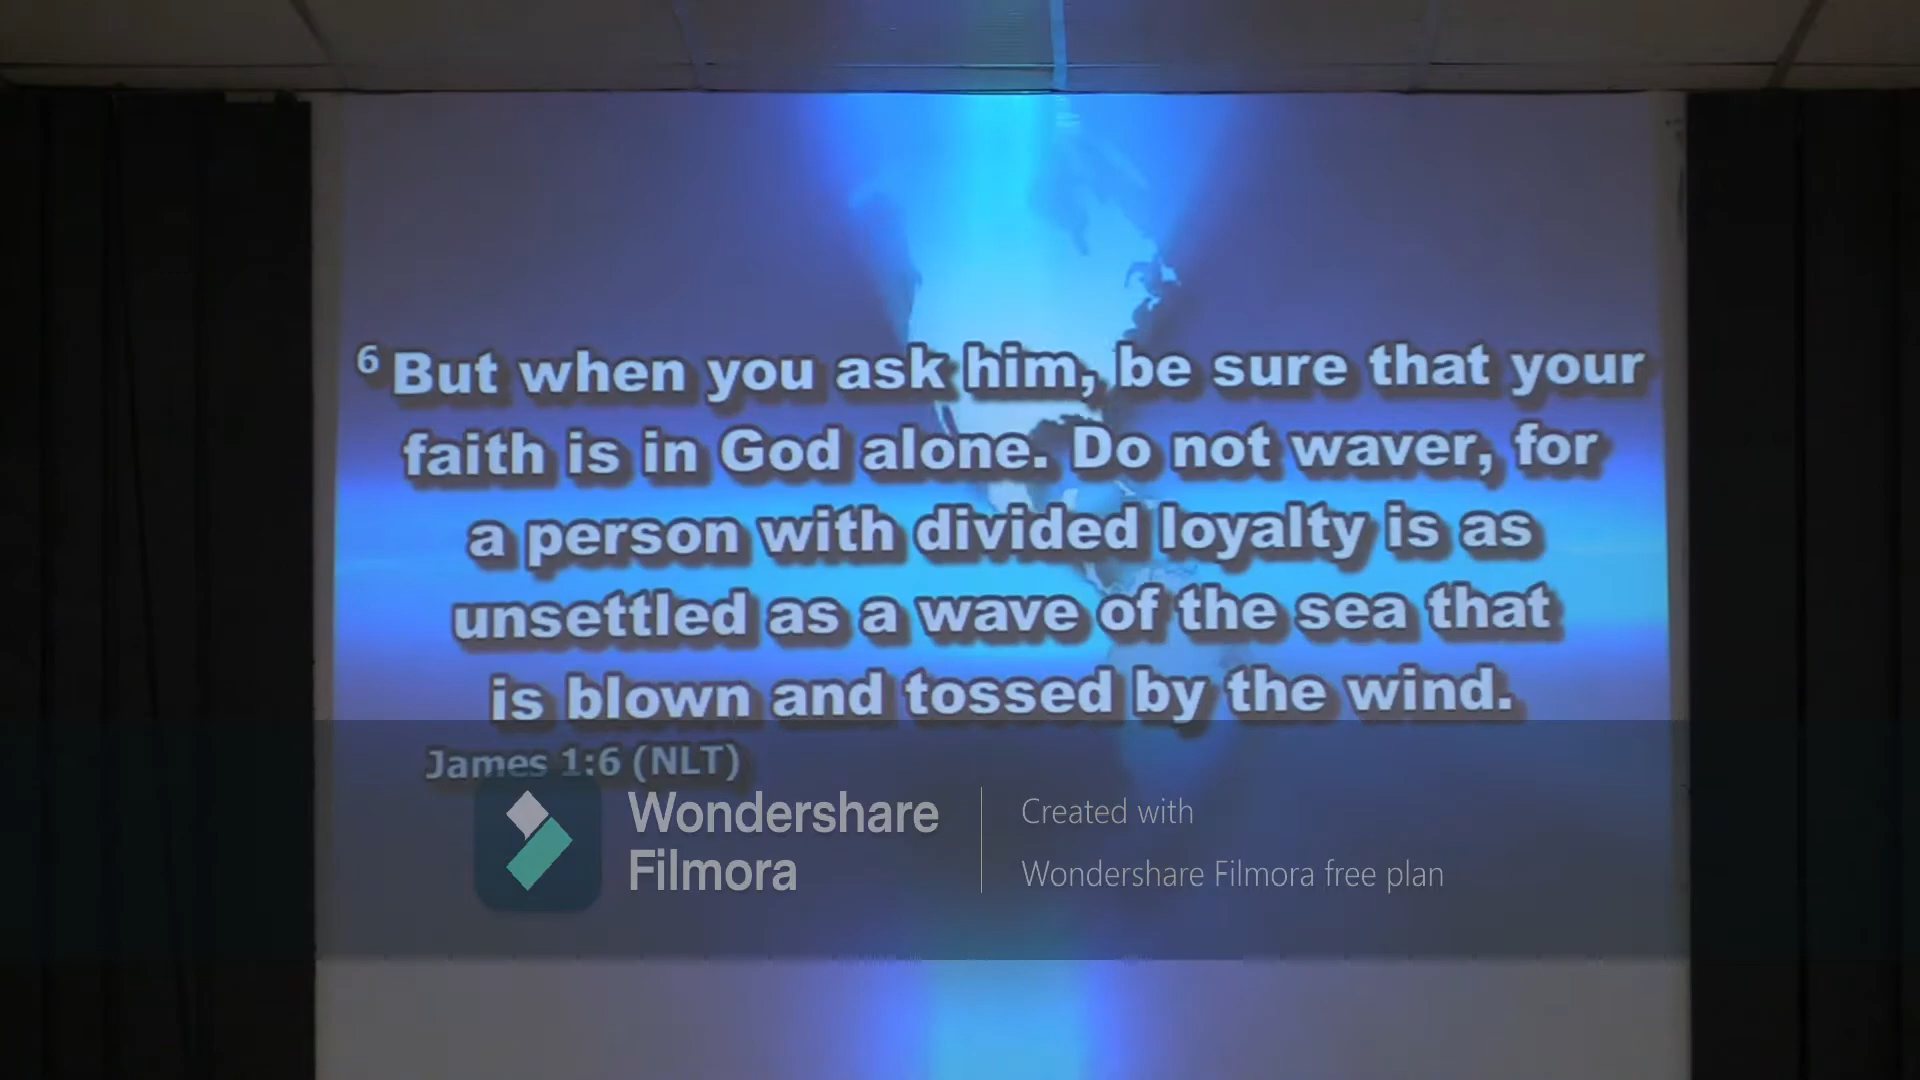 6 But when you ask him, be sure that your
faith is in God alone. Do not waver, for
a person with divided loyalty is as
unsettled as a wave of the sea that
is blown and tossed by the wind.
James 1:6 (NLT)
Wondershare
Filmora
Created with
Wondershare Filmora free plan